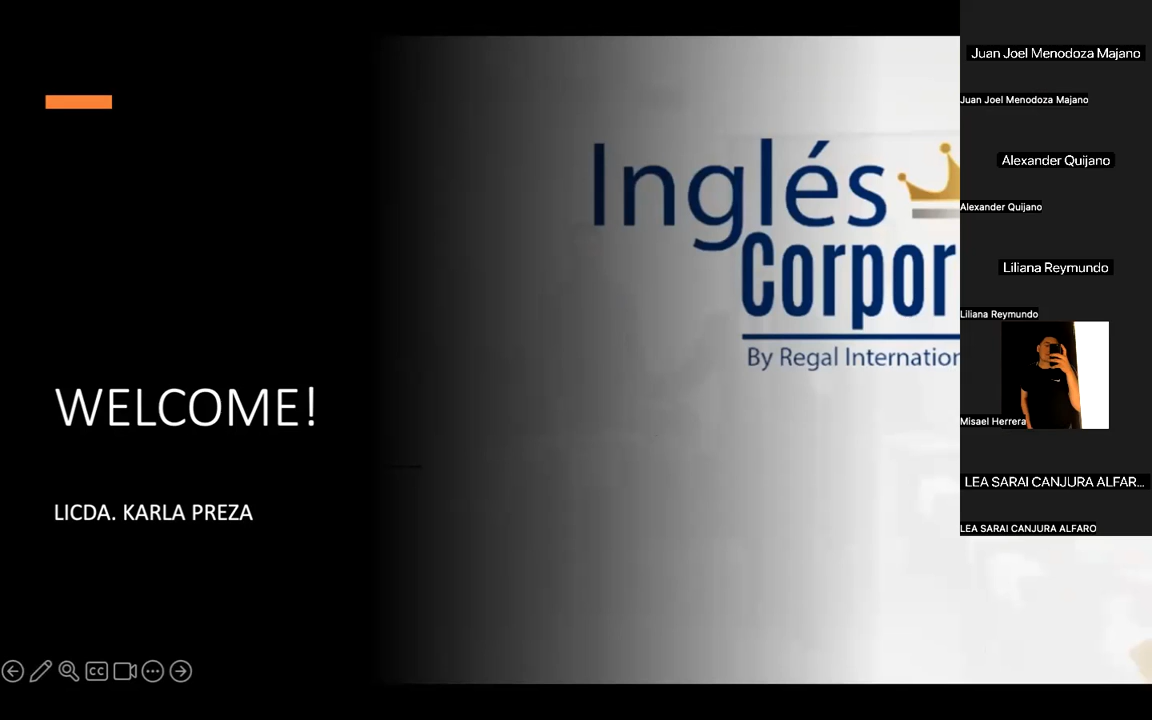 Inglés
Corpor
By Regal Internation
WELCOME!
LICDA. KARLA PREZA
CC
Juan Joel Menodoza Majano
Juan Joel Menodoza Majano
Alexander Quijano
Alexander Quijano
Liliana Reymundo
Liliana Reymundo
Misael Herrera
LEA SARAI CANJURA ALFAR...
LEA SARAI CANJURA ALFARO